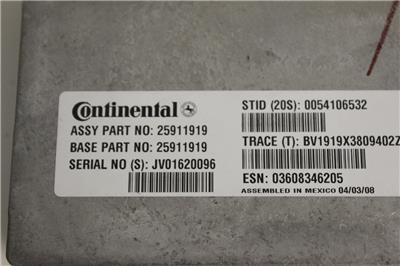 Continental
ASSY PART NO: 25911919
BASE PART NO: 25911919
SERIAL NO (S): JV01620096
STID (20S): 0054106532
TRACE (T): BV1919X3809402Z
ESN: 03608346205
ASSEMBLED IN MEXICO 04/03/08